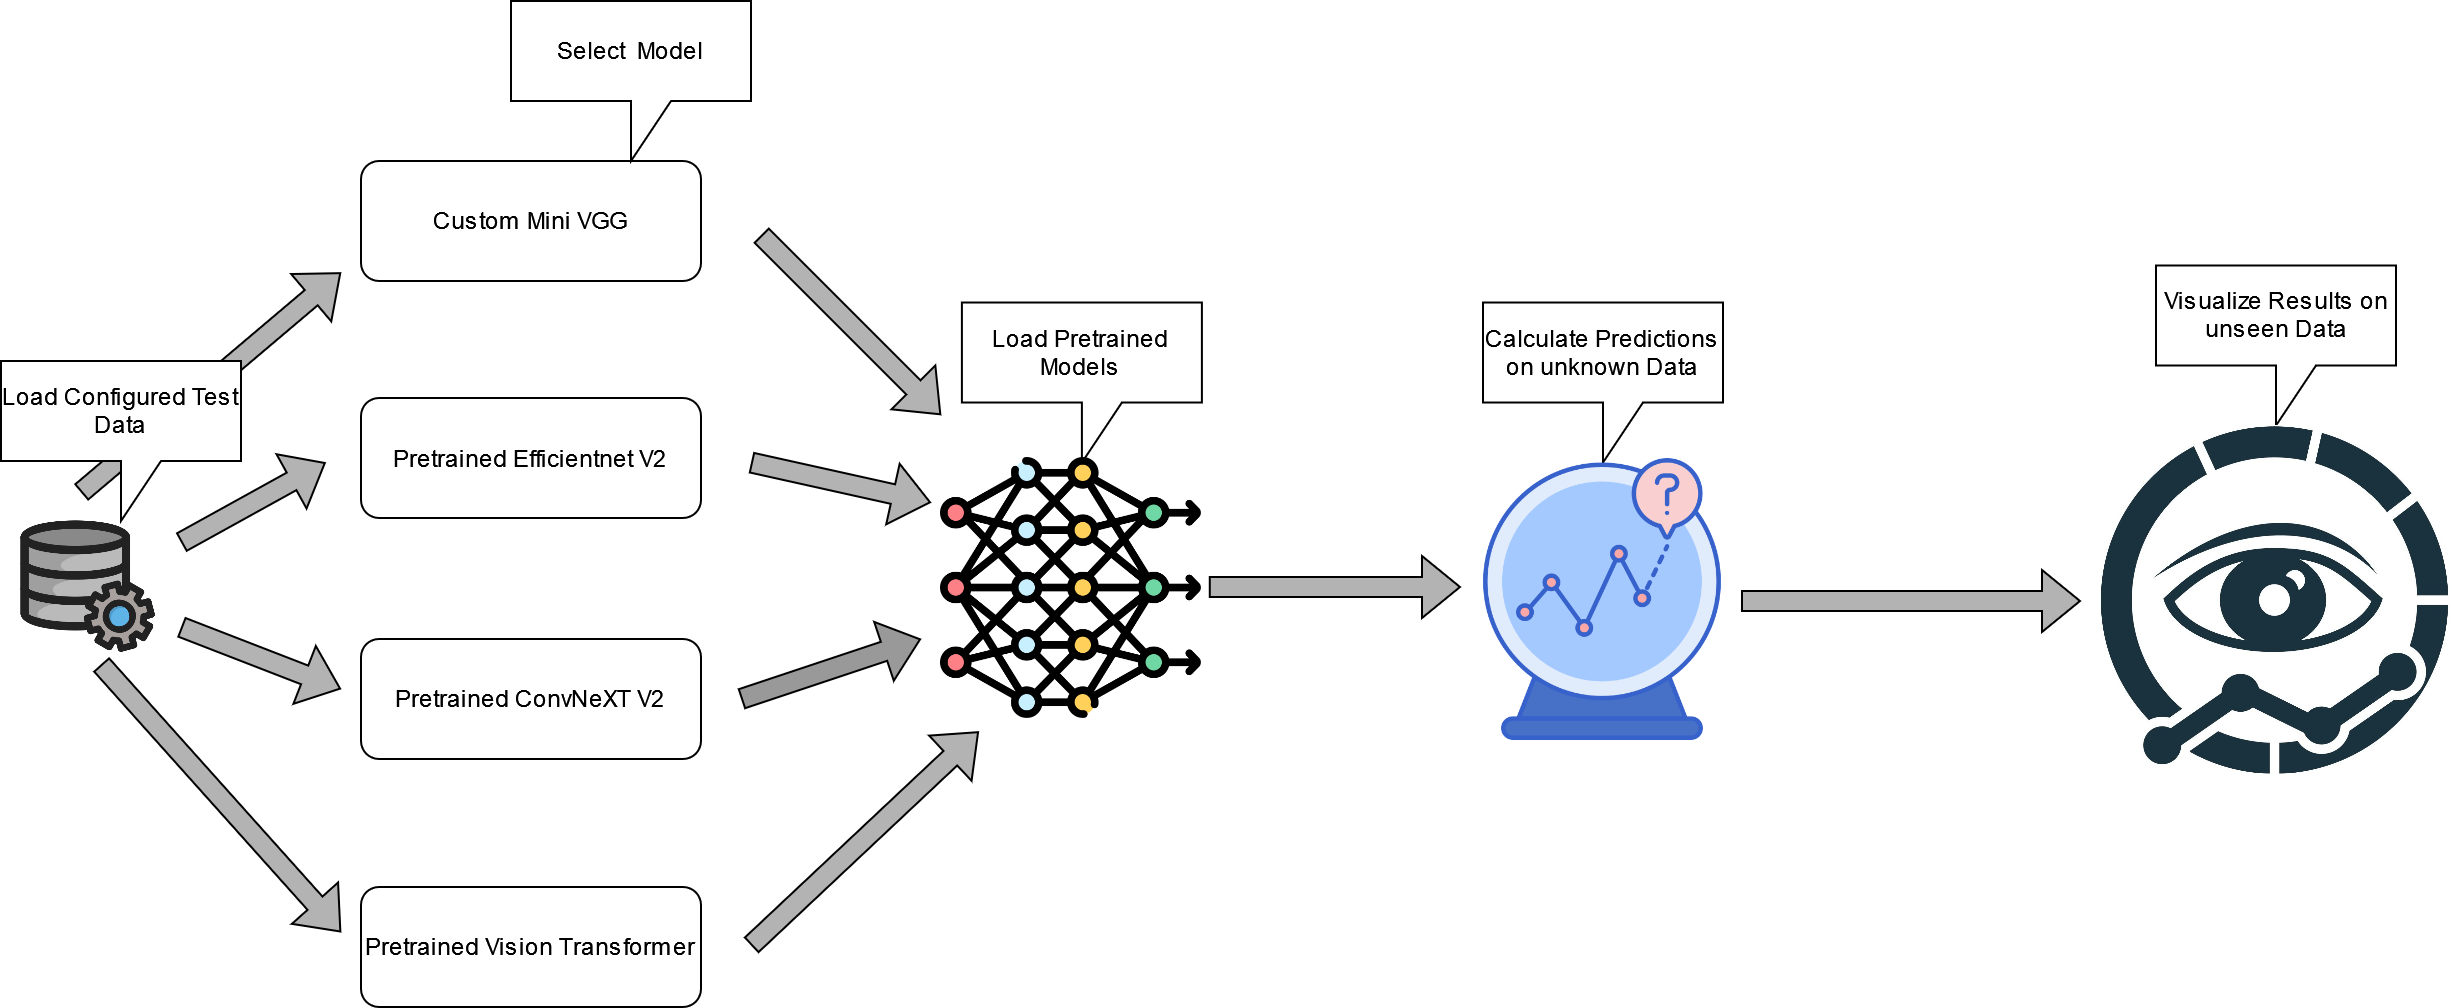 Select Model
Custom Mini VGG
Load Configured Test
Data
Pretrained Efficientnet V2
Pretrained ConvNeXT V2
Pretrained Vision Transformer
Load Pretrained
Models
Calculate Predictions
on unknown Data
?
Visualize Results on
unseen Data